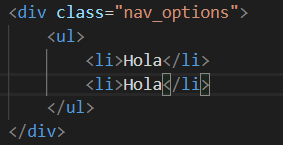 <div class="nav_options">
    <ul>
        <li>Hola</li>
        <li>Hola</li>
    </ul>
</div>